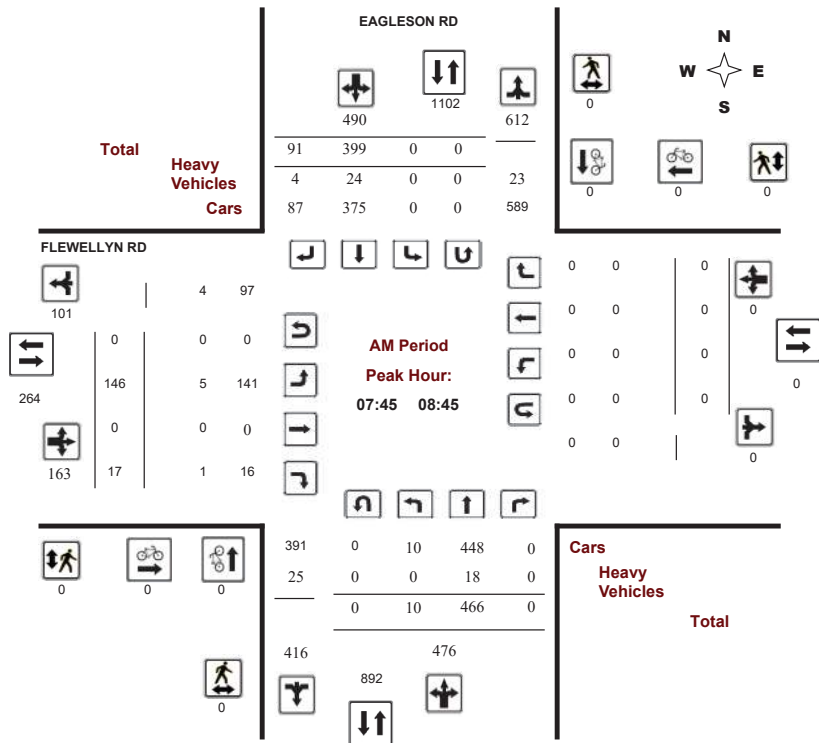 EAGLESON RD
N
W E
S
1102
0
490 612
Total 91 399 0 0
Heavy
Vehicles 4 24 0 0 23
Cars 87 375 0 0 589
0 0 0
FLEWELLYN RD
101 4 97
0 0 0
146 5 141
0 0 0
17 1 16
264
163
AM Period
Peak Hour:
07:45 08:45
0 0 0
0 0 0
0 0 0
0 0 0
0 0
0
0
0
391 0 10 448 0 Cars
25 0 0 18 0 Heavy
Vehicles
0 10 466 0 Total
0 0 0
416 476
892
0